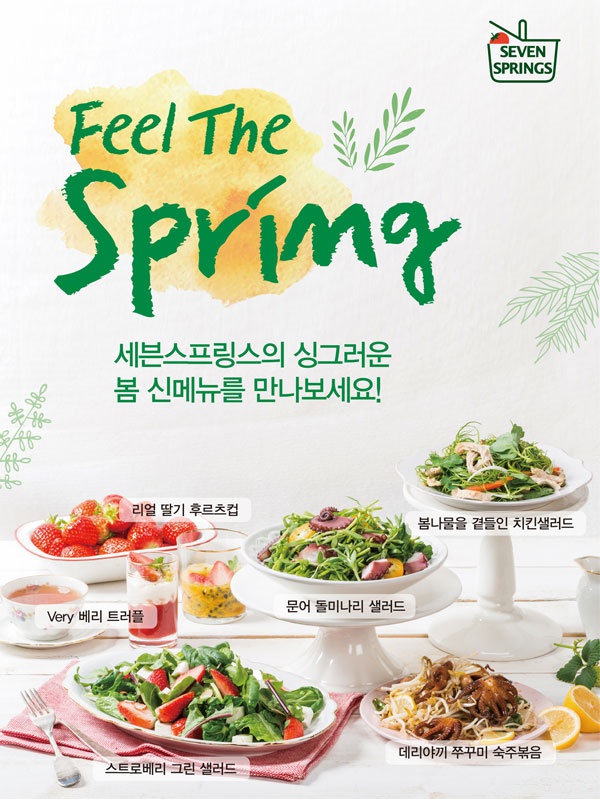 SEVEN
SPRINGS
Feel The
Spring
세븐스프링스의 싱그러운
봄 신메뉴를 만나보세요!
리얼 딸기 후르츠컵
봄나물을 곁들인 치킨샐러드
Very 베리 트러플
문어 돌미나리 샐러드
스트로베리 그린 샐러드
데리야끼 쭈꾸미 숙주볶음